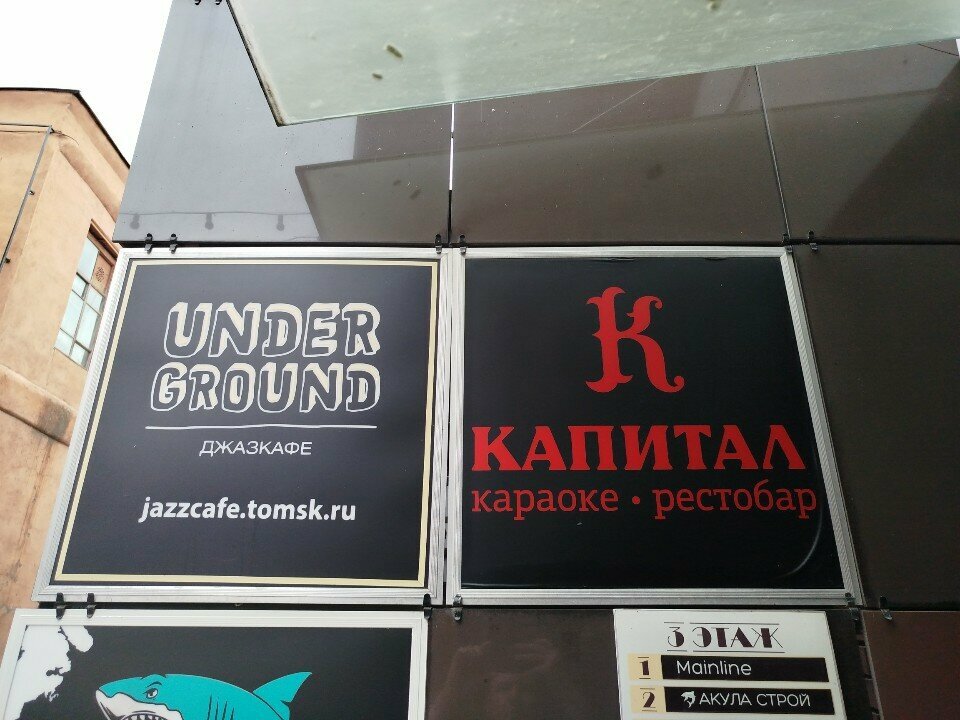 UNDER
GROUND
ДЖАЗКАФЕ
jazzcafe.tomsk.ru
К
КАПИТАЛ
караоке • рестобар
3 ЭТАЖ
1 Mainline
2 АКУЛА СТРОЙ